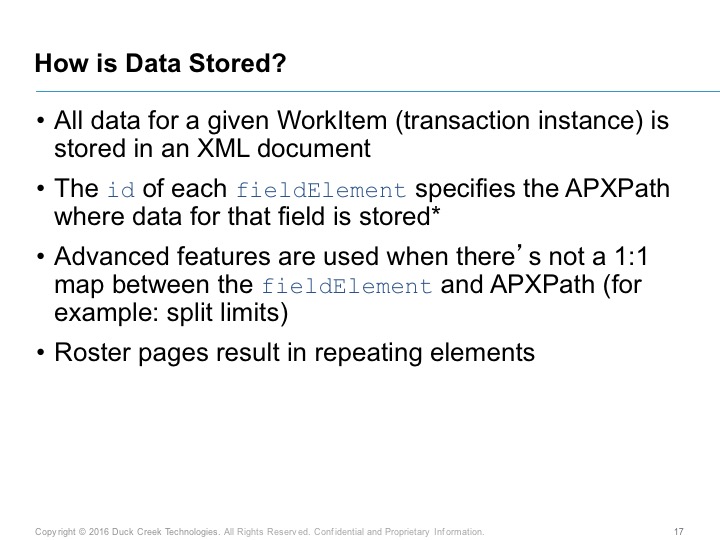 How is Data Stored?
• All data for a given WorkItem (transaction instance) is
stored in an XML document
• The id of each fieldElement specifies the APXPath
where data for that field is stored*
• Advanced features are used when there’s not a 1:1
map between the fieldElement and APXPath (for
example: split limits)
• Roster pages result in repeating elements
Copyright © 2016 Duck Creek Technologies. All Rights Reserved. Confidential and Proprietary Information.
17